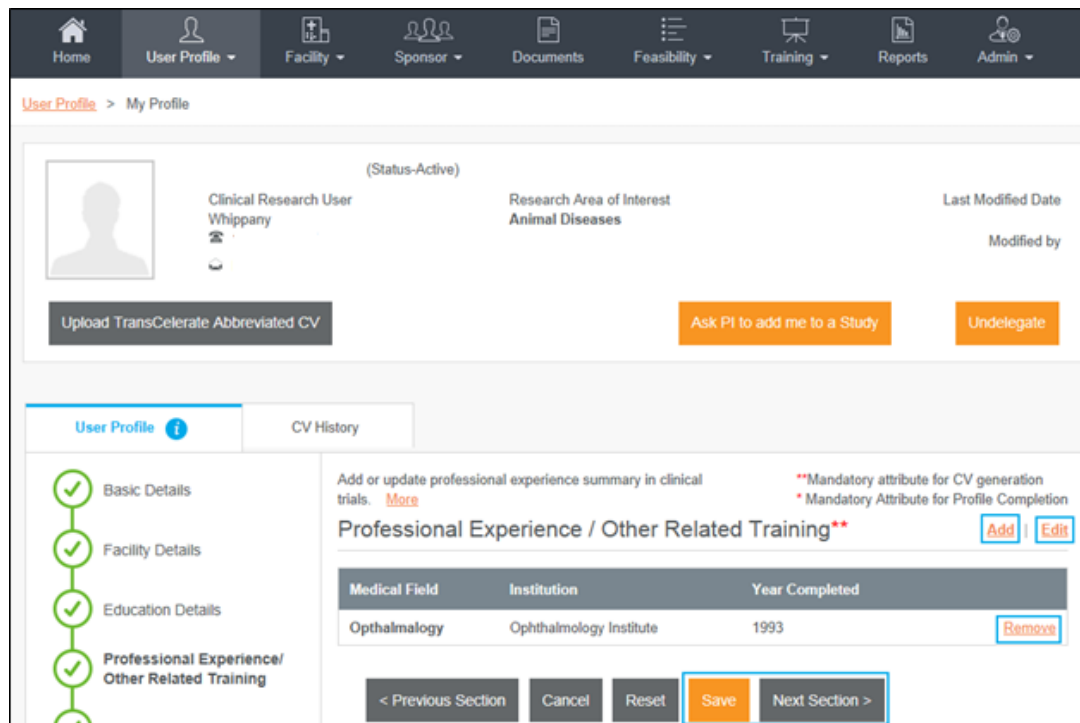 Home User Profile Facility Sponsor Documents Feasibility Training Reports Admin
User Profile > My Profile
(Status-Active)
Clinical Research User Research Area of Interest Last Modified Date
Whippany Animal Diseases
Modified by
Upload TransCelerate Abbreviated CV Ask PI to add me to a Study Undelegate
User Profile i CV History
Basic Details
Facility Details
Education Details
Professional Experience/
Other Related Training
Add or update professional experience summary in clinical
trials. More
**Mandatory attribute for CV generation
* Mandatory Attribute for Profile Completion
Professional Experience / Other Related Training** Add | Edit
Medical Field Institution Year Completed
Opthalmalogy Ophthalmology Institute 1993 Remove
< Previous Section Cancel Reset Save Next Section >